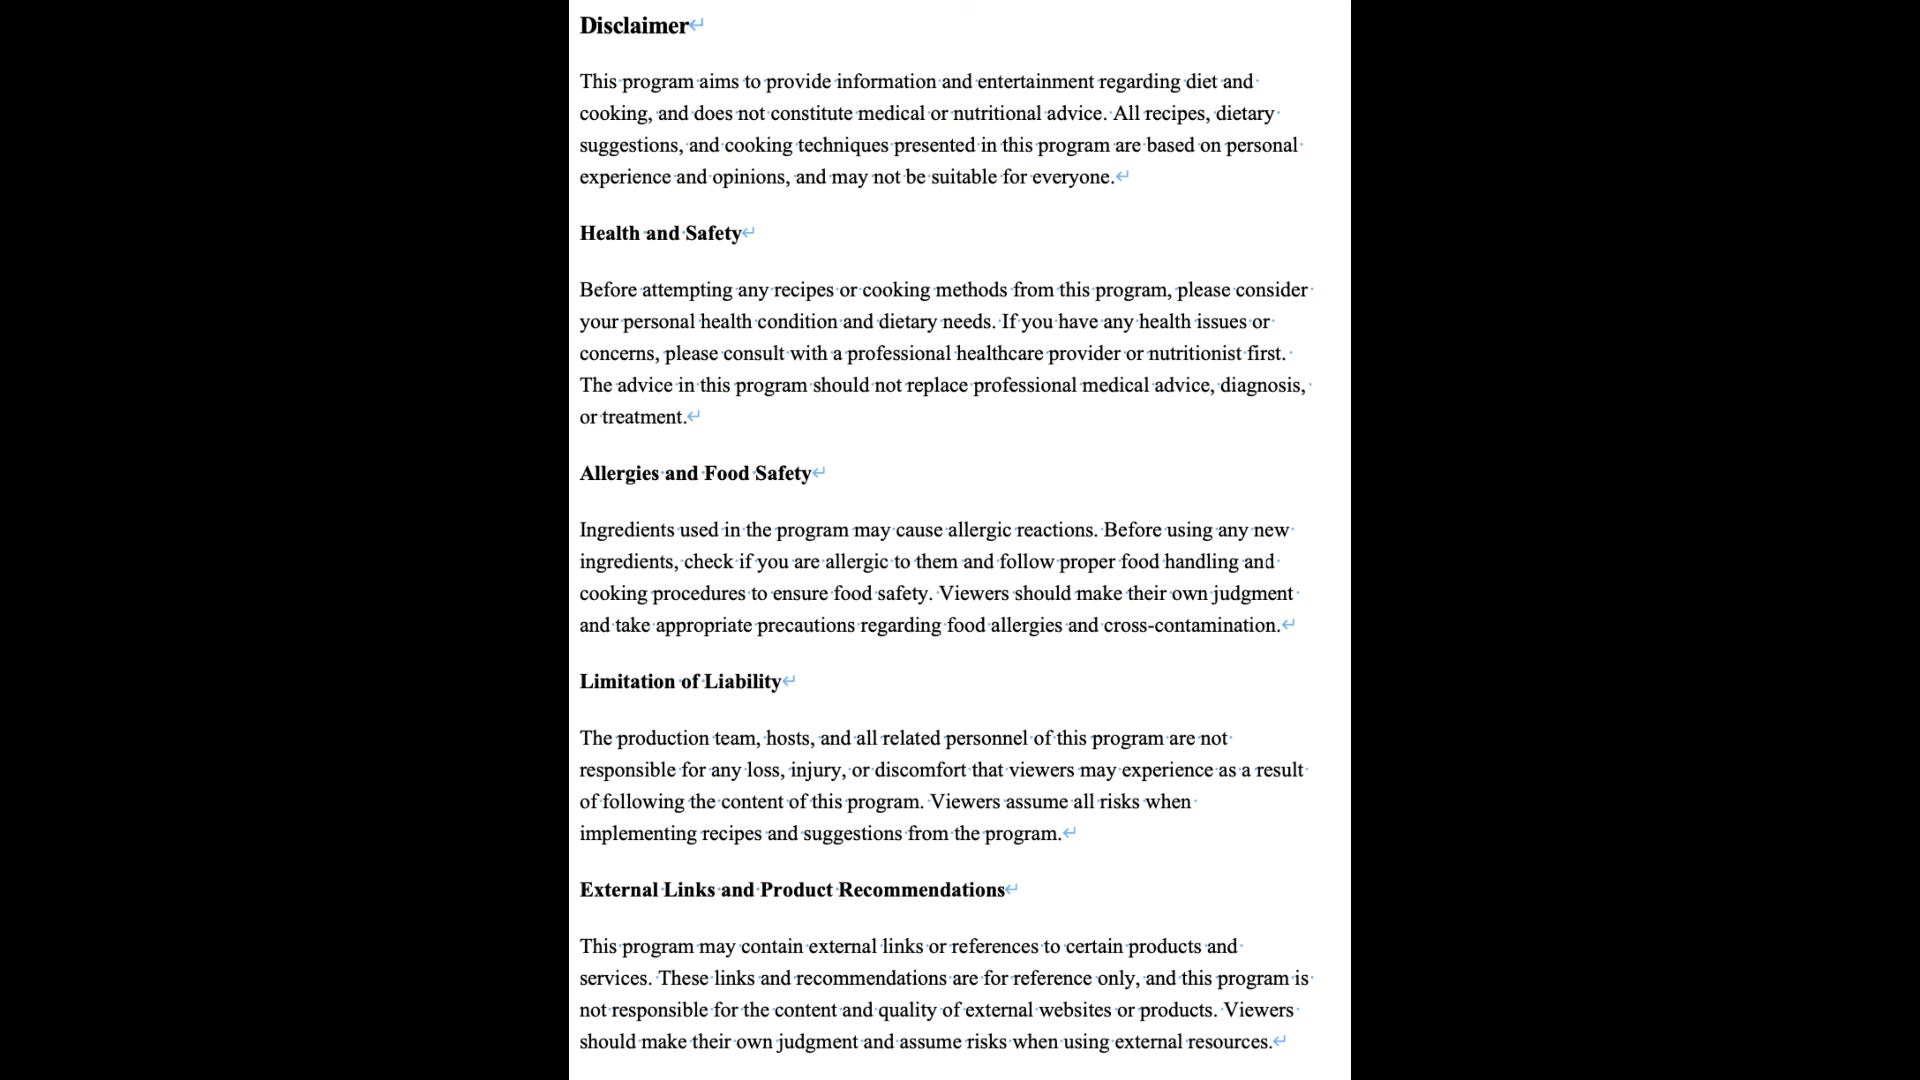 Disclaimer
This program aims to provide information and entertainment regarding diet and
cooking, and does not constitute medical or nutritional advice. All recipes, dietary
suggestions, and cooking techniques presented in this program are based on personal
experience and opinions, and may not be suitable for everyone.
Health and Safety
Before attempting any recipes or cooking methods from this program, please consider
your personal health condition and dietary needs. If you have any health issues or
concerns, please consult with a professional healthcare provider or nutritionist first.
The advice in this program should not replace professional medical advice, diagnosis,
or treatment.
Allergies and Food Safety
Ingredients used in the program may cause allergic reactions. Before using any new
ingredients, check if you are allergic to them and follow proper food handling and
cooking procedures to ensure food safety. Viewers should make their own judgment
and take appropriate precautions regarding food allergies and cross-contamination.
Limitation of Liability
The production team, hosts, and all related personnel of this program are not
responsible for any loss, injury, or discomfort that viewers may experience as a result
of following the content of this program. Viewers assume all risks when
implementing recipes and suggestions from the program.
External Links and Product Recommendations
This program may contain external links or references to certain products and
services. These links and recommendations are for reference only, and this program is
not responsible for the content and quality of external websites or products. Viewers
should make their own judgment and assume risks when using external resources.